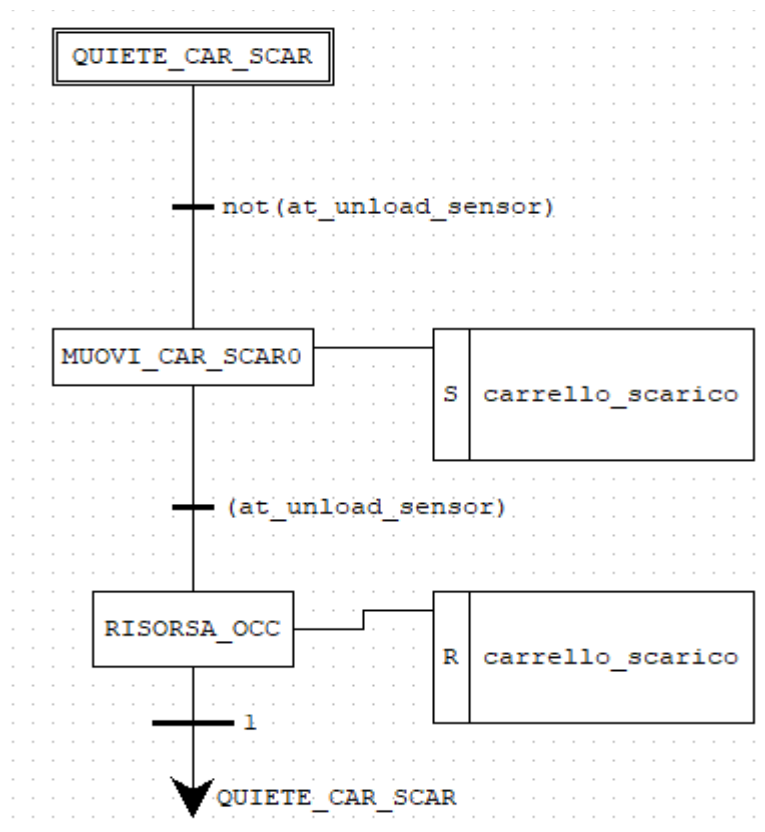 QUIETE_CAR_SCAR
not(at_unload_sensor)
MUOVI_CAR_SCAR0
S carrello_scarico
(at_unload_sensor)
RISORSA_OCC
R carrello_scarico
1
QUIETE_CAR_SCAR